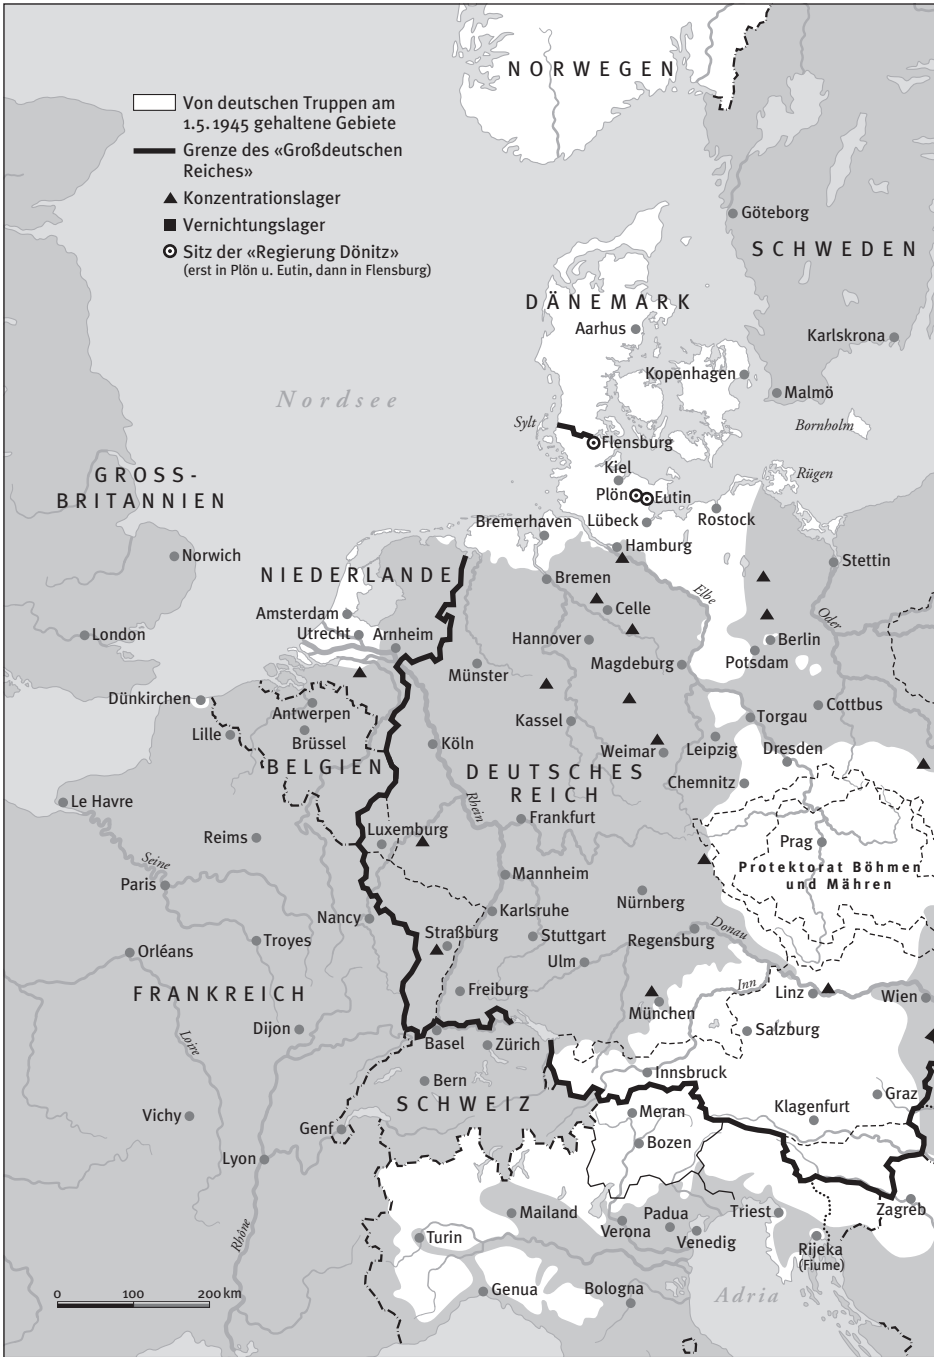 NORWEGEN
Von deutschen Truppen am
1.5.1945 gehaltene Gebiete
Grenze des «Großdeutschen
Reiches»
Konzentrationslager
Vernichtungslager
Sitz der «Regierung Dönitz»
(erst in Plön u. Eutin, dann in Flensburg)
Göteborg
SCHWEDEN
DÄNEMARK
Aarhus
Karlskrona
Kopenhagen
Malmö
Nordsee
Sylt
Bornholm
Flensburg
Kiel
GROSS-
BRITANNIEN
Rügen
Plön
Eutin
Bremerhaven
Lübeck
Rostock
Hamburg
Norwich
Stettin
NIEDERLANDE
Bremen
Elbe
Amsterdam
Celle
Oder
London
Utrecht
Arnheim
Hannover
Berlin
Magdeburg
Potsdam
Münster
Dünkirchen
Antwerpen
Cottbus
Kassel
Torgau
Lille
Brüssel
Köln
Weimar
Leipzig
Dresden
BELGIEN
DEUTSCHES
REICH
Chemnitz
Le Havre
Rhein
Frankfurt
Luxemburg
Reims
Prag
Seine
Protektorat Böhmen
und Mähren
Paris
Mannheim
Nürnberg
Karlsruhe
Nancy
Donau
Troyes
Straßburg
Stuttgart
Regensburg
Orléans
Ulm
Inn
FRANKREICH
Freiburg
Linz
Wien
München
Dijon
Salzburg
Loire
Basel
Zürich
Innsbruck
Bern
SCHWEIZ
Graz
Vichy
Meran
Klagenfurt
Genf
Bozen
Lyon
Mailand
Padua
Triest
Zagreb
Rhône
Turin
Verona
Venedig
Rijeka
(Fiume)
Genua
Bologna
Adria
0 100 200 km